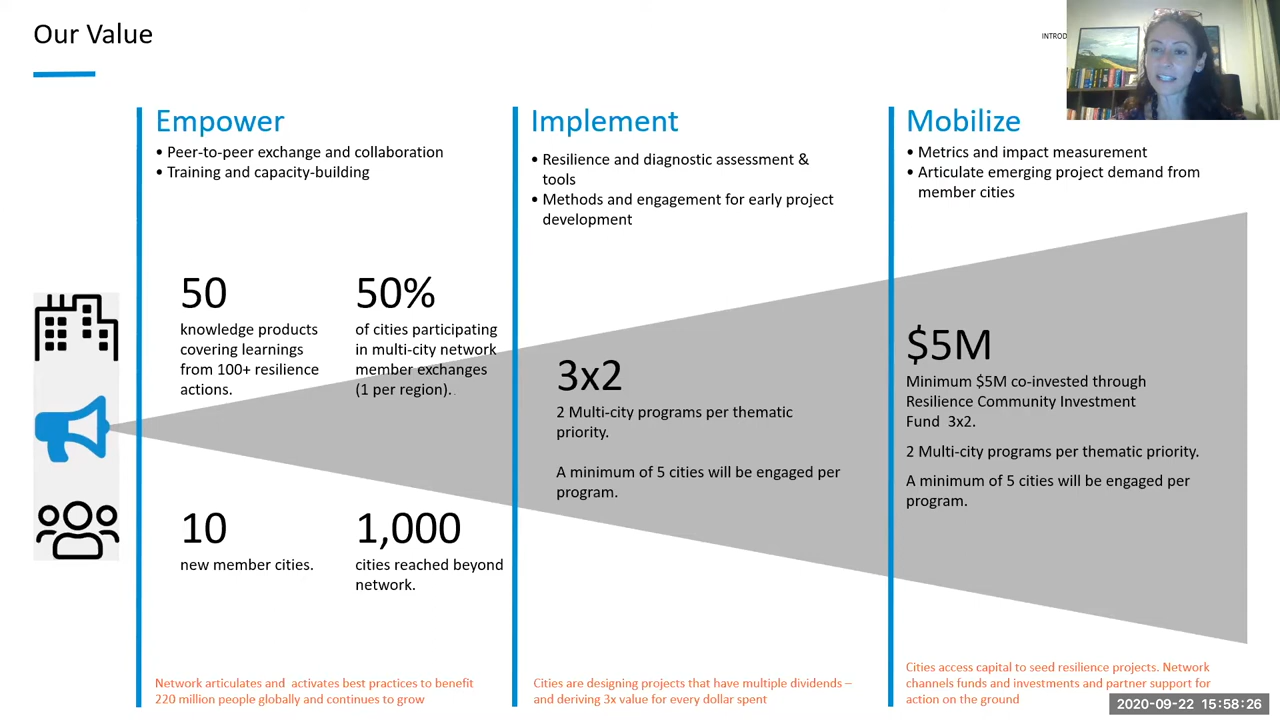 Our Value
INTROD
Empower
• Peer-to-peer exchange and collaboration
• Training and capacity-building
50
knowledge products
covering learnings
from 100+ resilience
actions.
50%
of cities participating
in multi-city network
member exchanges
(1 per region).
10
new member cities.
1,000
cities reached beyond
network.
Network articulates and activates best practices to benefit
220 million people globally and continues to grow
Implement
• Resilience and diagnostic assessment &
tools
• Methods and engagement for early project
development
3x2
2 Multi-city programs per thematic
priority.
A minimum of 5 cities will be engaged per
program.
Cities are designing projects that have multiple dividends –
and deriving 3x value for every dollar spent
Mobilize
• Metrics and impact measurement
• Articulate emerging project demand from
member cities
$5M
Minimum $5M co-invested through
Resilience Community Investment
Fund 3x2.
2 Multi-city programs per thematic priority.
A minimum of 5 cities will be engaged per
program.
Cities access capital to seed resilience projects. Network
channels funds and investments and partner support for
action on the ground
2020-09-22 15:58:26